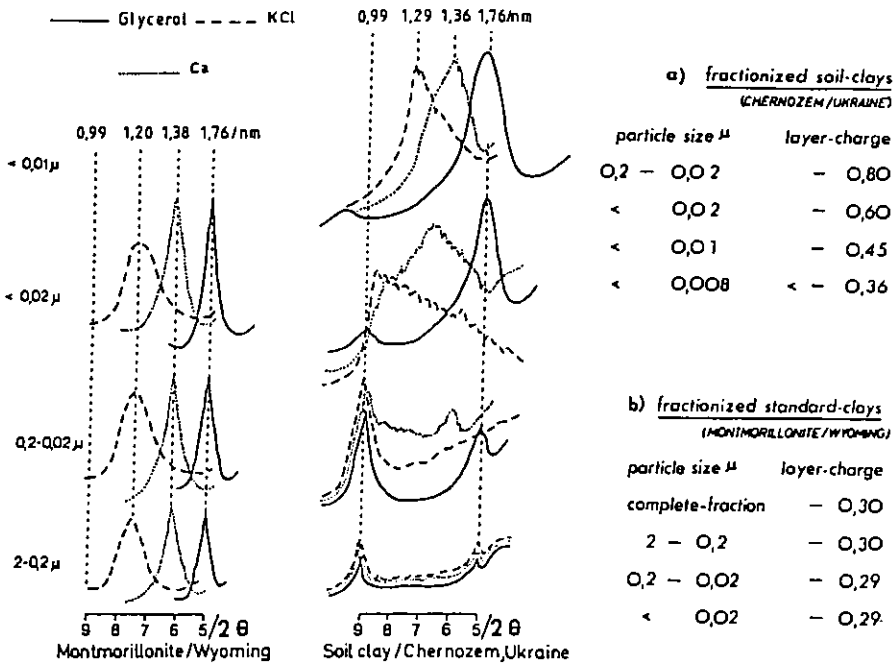 Glycerol KCl
Ca
0,99 1,20 1,38 1,76/nm
0,99 1,29 1,36 1,76/nm
< 0,01 µ
< 0,02 µ
0,2-0,02 µ
2-0,2 µ
9 8 7 6 5/2 θ
Montmorillonite/Wyoming
9 8 7 6 5/2 θ
Soil clay/Chernozem,Ukraine
a) fractionized soil-clays
(CHERNOZEM/UKRAINE)
particle size µ layer-charge
0,2 – 0,02 – 0,80
< 0,02 – 0,60
< 0,01 – 0,45
< 0,008 < – 0,36
b) fractionized standard-clays
(MONTMORILLONITE/WYOMING)
particle size µ layer-charge
complete-fraction – 0,30
2 – 0,2 – 0,30
0,2 – 0,02 – 0,29
< 0,02 – 0,29